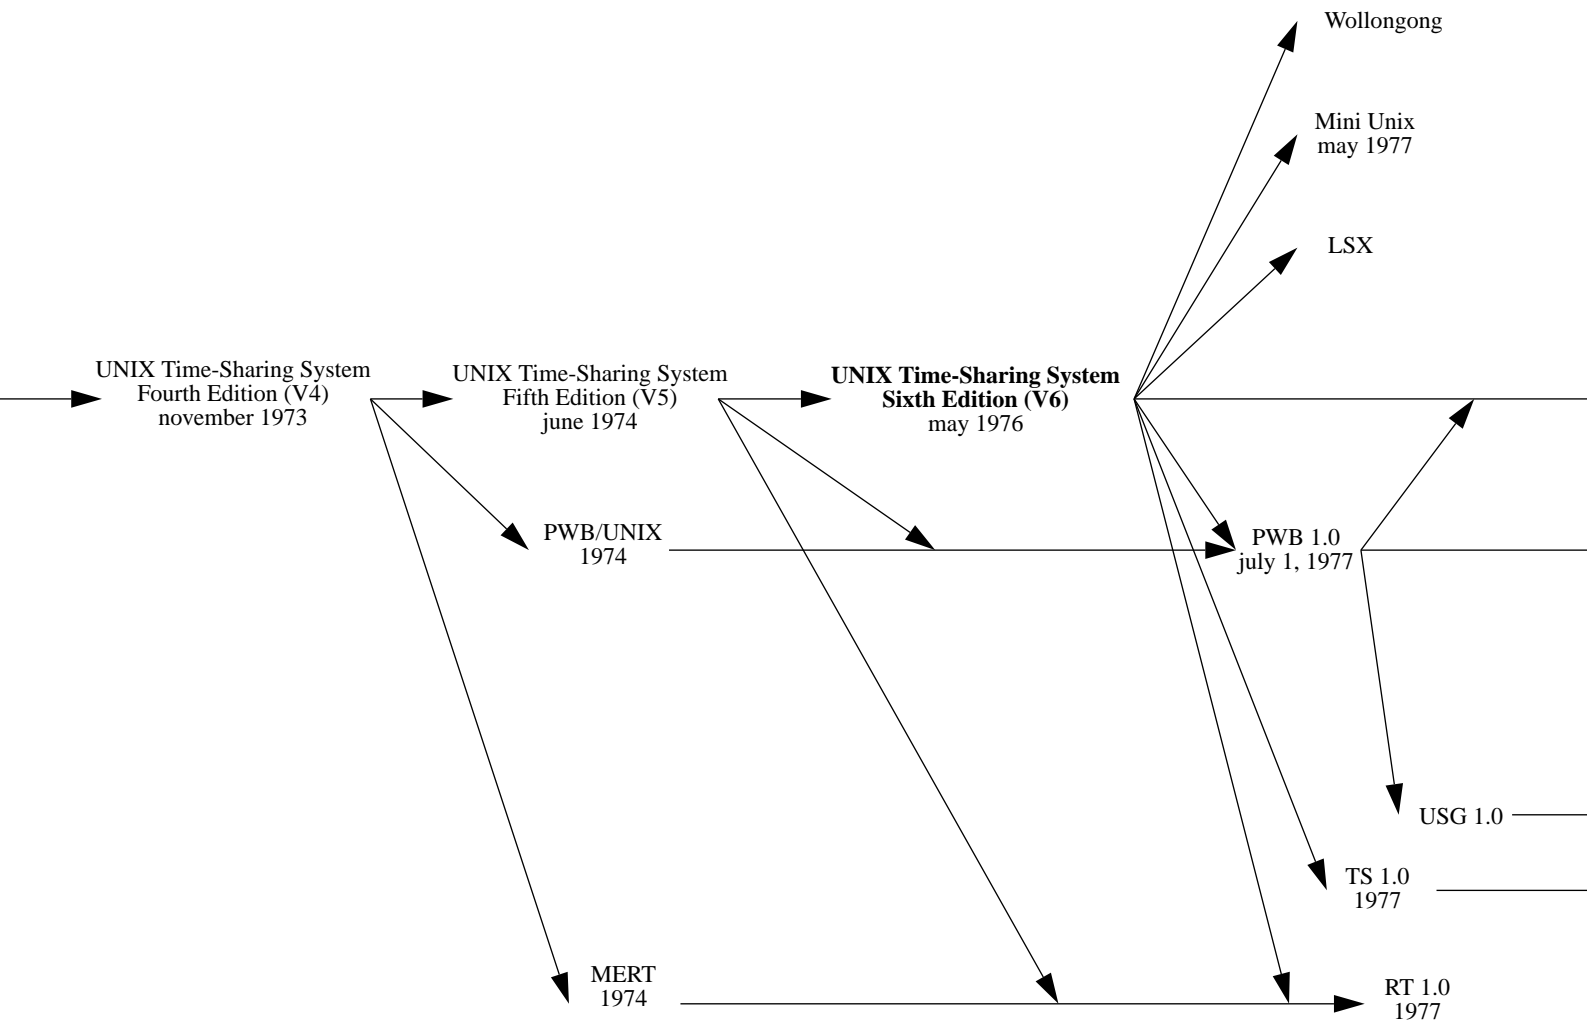 Wollongong
Mini Unix
may 1977
LSX
UNIX Time-Sharing System
Fourth Edition (V4)
november 1973
UNIX Time-Sharing System
Fifth Edition (V5)
june 1974
UNIX Time-Sharing System
Sixth Edition (V6)
may 1976
PWB/UNIX
1974
PWB 1.0
july 1, 1977
USG 1.0
TS 1.0
1977
MERT
1974
RT 1.0
1977